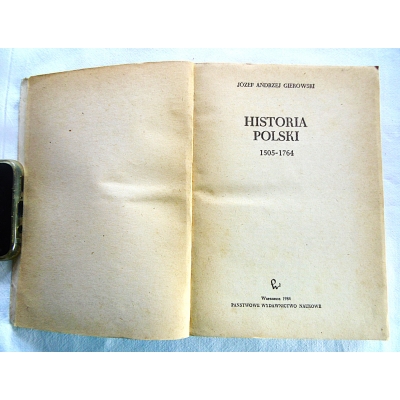 JÓZEF ANDRZEJ GIEROWSKI
HISTORIA
POLSKI
1505-1764
Warszawa 1986
PAŃSTWOWE WYDAWNICTWO NAUKOWE